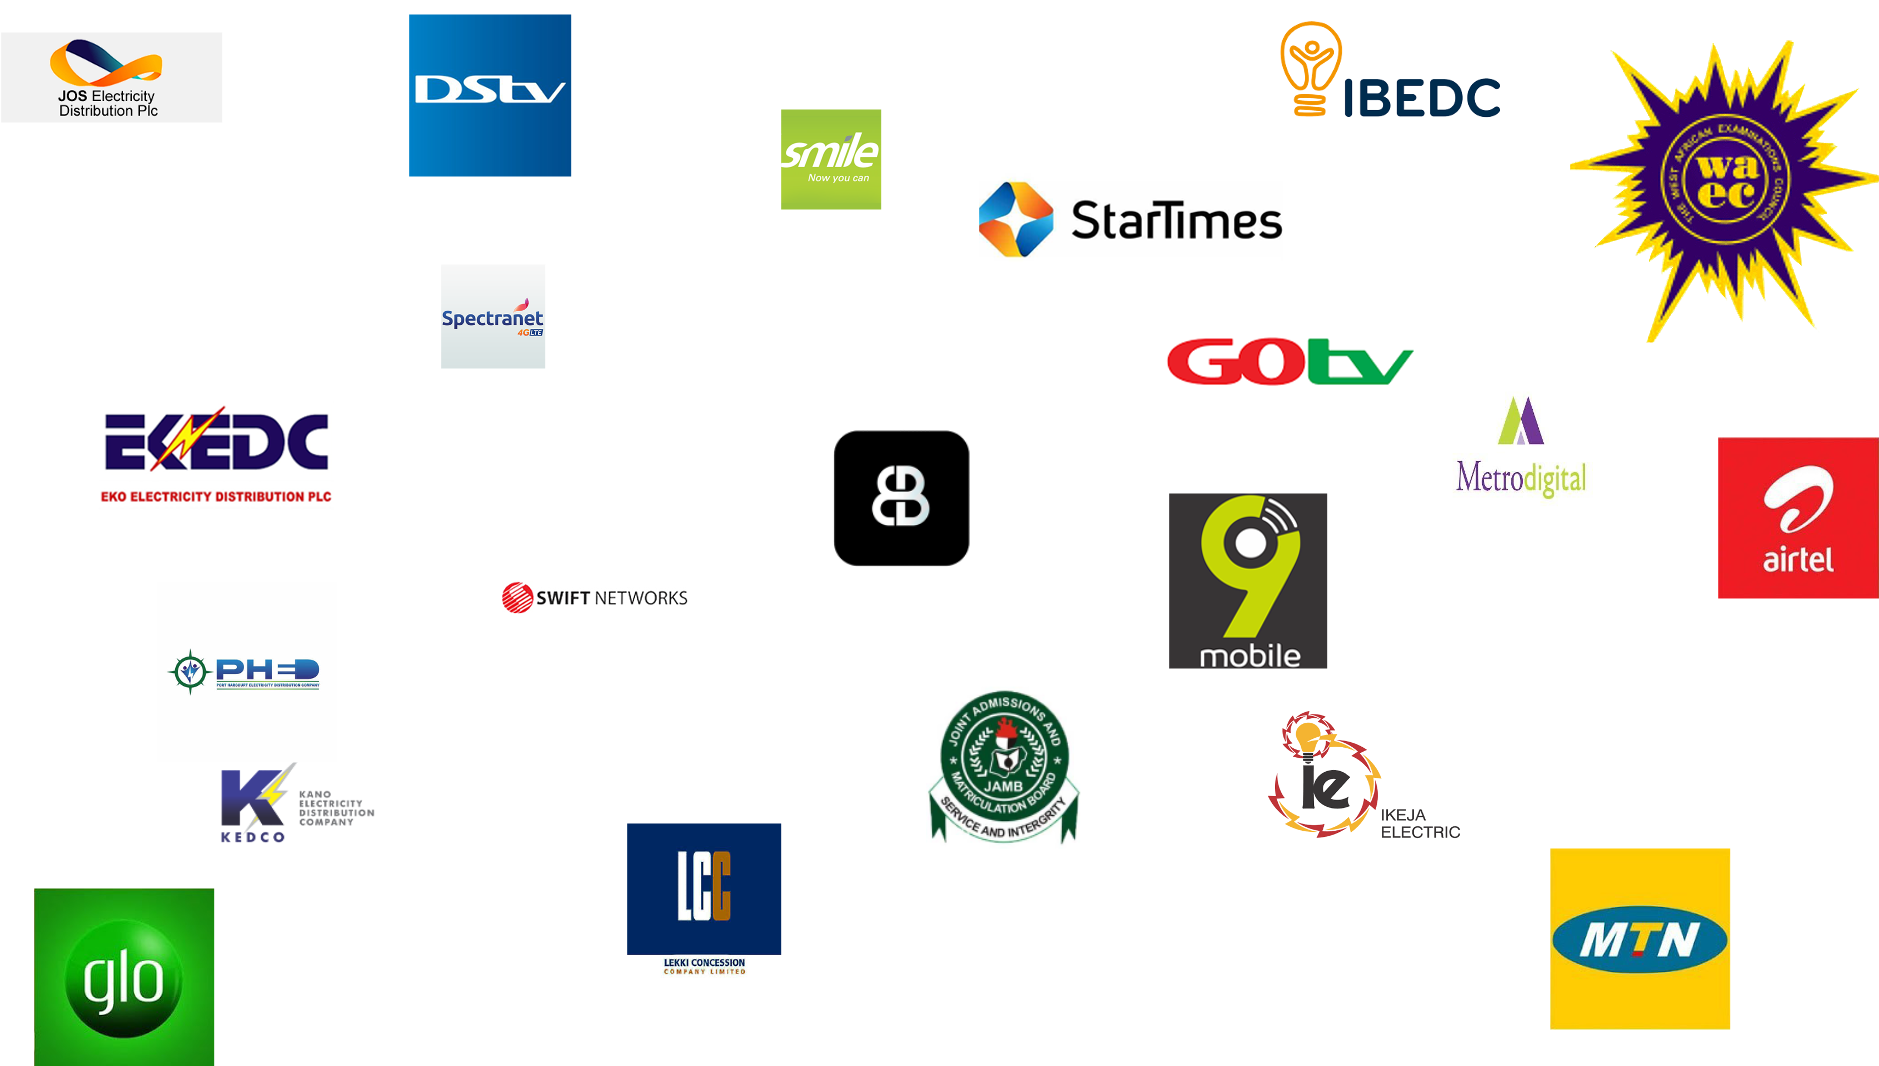 JOS Electricity
Distribution Plc
DStv
smile
Now you can
IBEDC
THE WEST AFRICAN EXAMINATIONS COUNCIL
wa
ec
StarTimes
Spectranet
4G LTE
GOtv
EKEDC
EKO ELECTRICITY DISTRIBUTION PLC
Metrodigital
airtel
9
mobile
SWIFT NETWORKS
PHED
PORT HARCOURT ELECTRICITY DISTRIBUTION COMPANY
JOINT ADMISSIONS AND
MATRICULATION BOARD
JAMB
SERVICE AND INTERGRITY
ie
IKEJA
ELECTRIC
K
KEDCO
KANO
ELECTRICITY
DISTRIBUTION
COMPANY
LCC
LEKKI CONCESSION
COMPANY LIMITED
glo
MTN